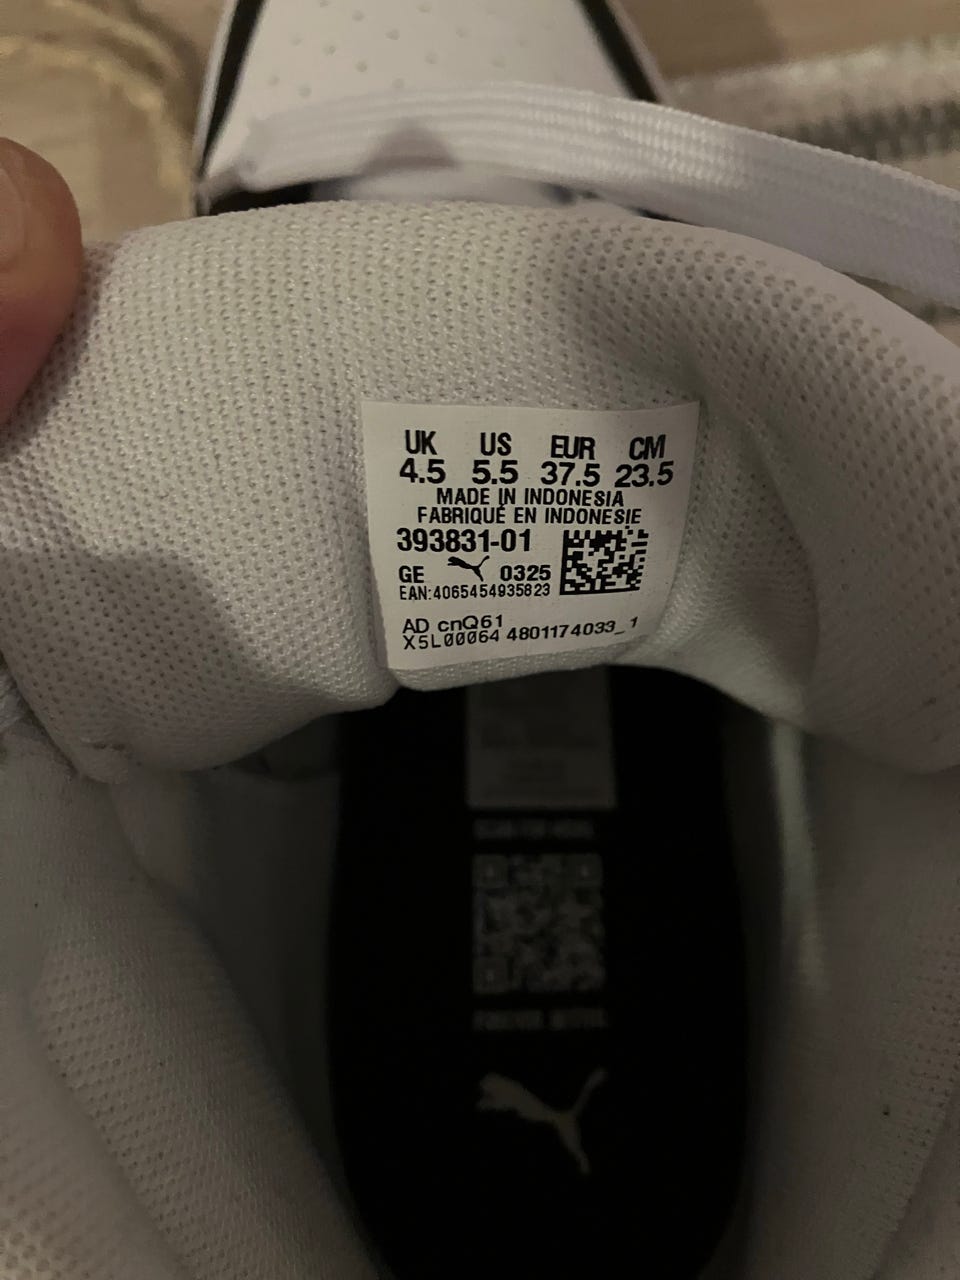 UK US EUR CM
4.5 5.5 37.5 23.5
MADE IN INDONESIA
FABRIQUÉ EN INDONESIE
393831-01
GE 0325
EAN:4065454935823
AD cnQ61
X5L00064 4801174033_1